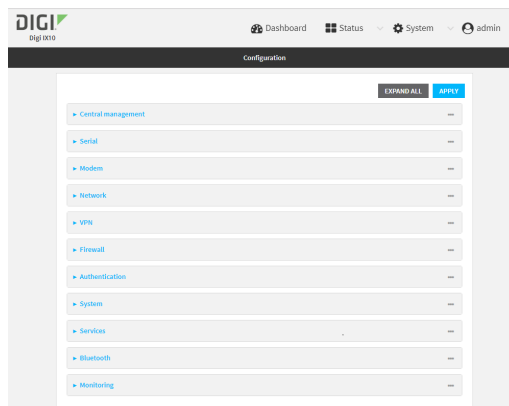 DIGI
Digi IX10
Dashboard Status System admin
Configuration
EXPAND ALL APPLY
Central management
Serial
Modem
Network
VPN
Firewall
Authentication
System
Services
Bluetooth
Monitoring